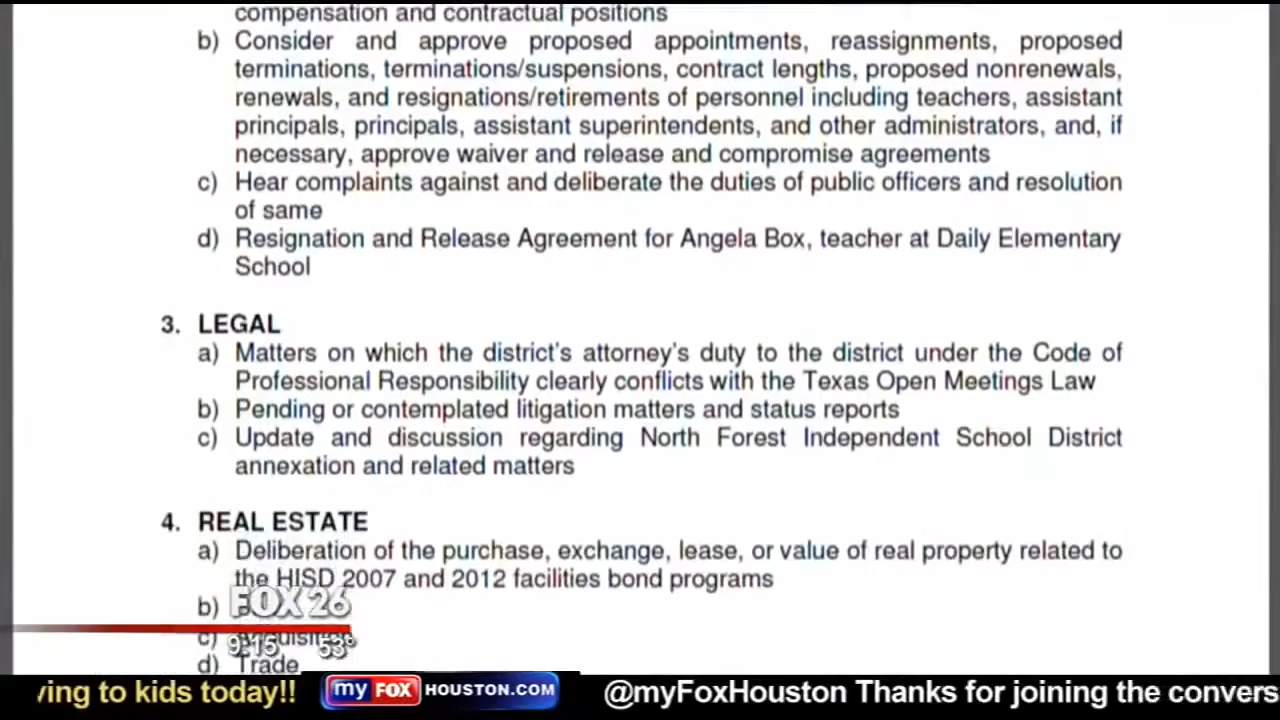 compensation and contractual positions
b) Consider and approve proposed appointments, reassignments, proposed
terminations, terminations/suspensions, contract lengths, proposed nonrenewals,
renewals, and resignations/retirements of personnel including teachers, assistant
principals, principals, assistant superintendents, and other administrators, and, if
necessary, approve waiver and release and compromise agreements
c) Hear complaints against and deliberate the duties of public officers and resolution
of same
d) Resignation and Release Agreement for Angela Box, teacher at Daily Elementary
School
3. LEGAL
a) Matters on which the district's attorney's duty to the district under the Code of
Professional Responsibility clearly conflicts with the Texas Open Meetings Law
b) Pending or contemplated litigation matters and status reports
c) Update and discussion regarding North Forest Independent School District
annexation and related matters
4. REAL ESTATE
a) Deliberation of the purchase, exchange, lease, or value of real property related to
the HISD 2007 and 2012 facilities bond programs
b)
FOX 26
c)
9:15 53°
d) Trade
ving to kids today!! my FOX HOUSTON.COM @myFoxHouston Thanks for joining the convers